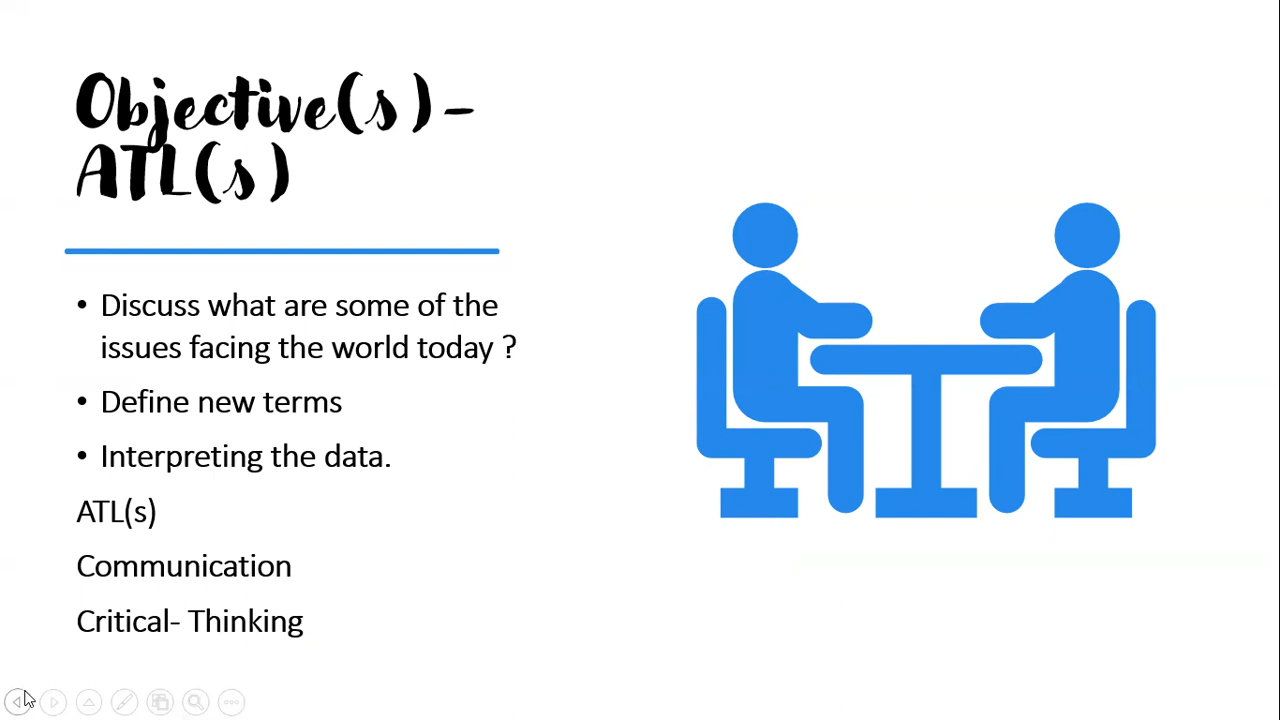 Objective(s)-
ATL(s)
• Discuss what are some of the
issues facing the world today ?
• Define new terms
• Interpreting the data.
ATL(s)
Communication
Critical- Thinking